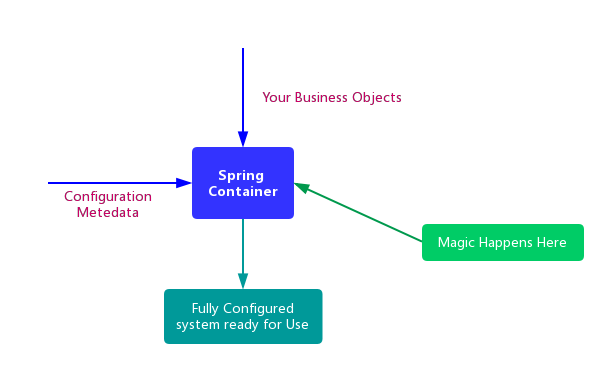 Your Business Objects
Spring
Container
Configuration
Metedata
Magic Happens Here
Fully Configured
system ready for Use